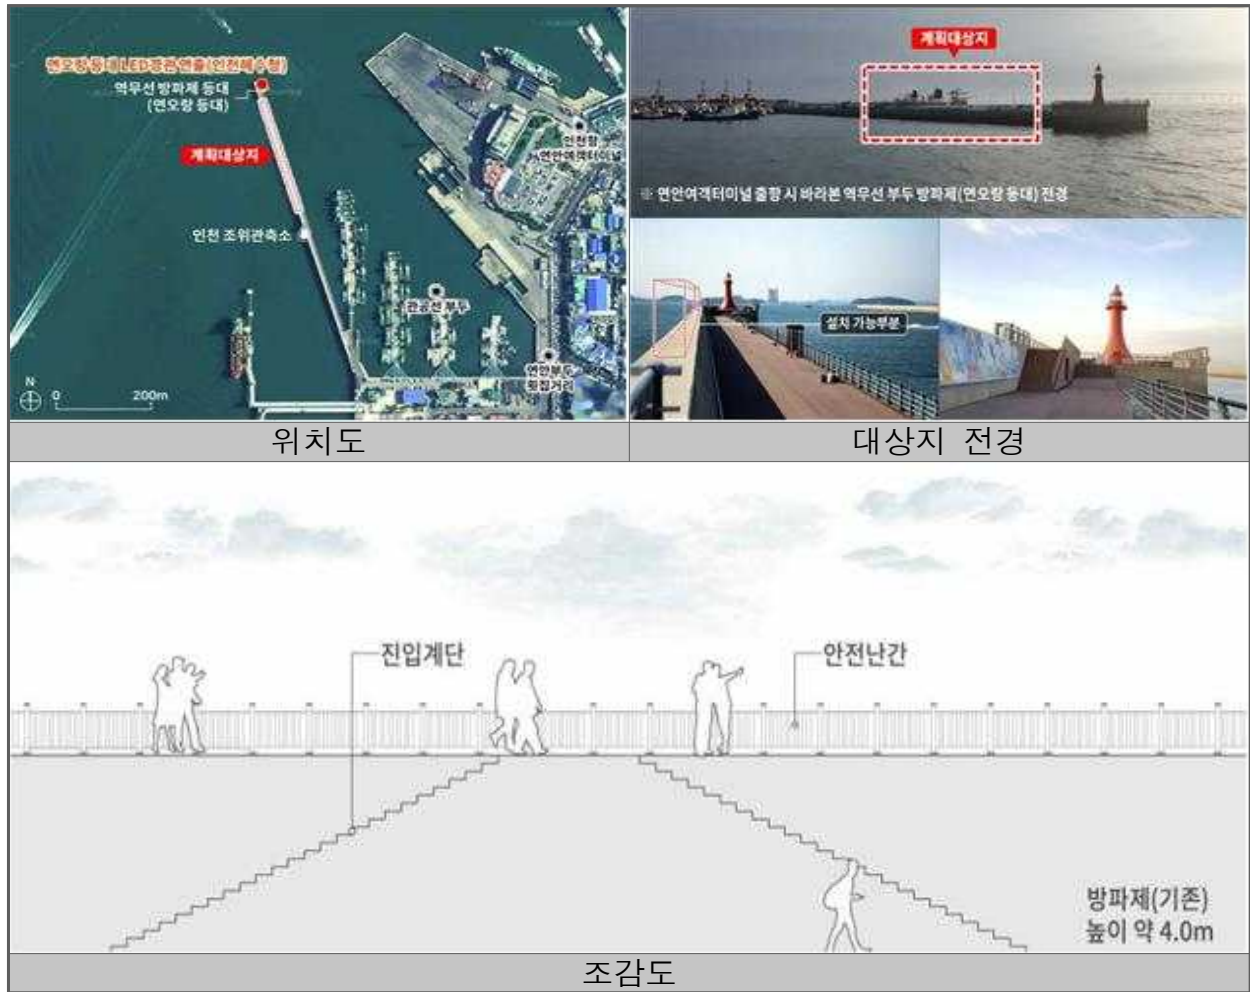 연오랑 등대 LED경관연출(인천해수청)
역무선 방파제 등대
(연오랑 등대)
계획대상지
인천 조위관측소
인천항
연안여객터미널
관공선 부두
연안부두
횟집거리
N
0 200m
계획대상지
※ 연안여객터미널 출항 시 바라본 역무선 부두 방파제(연오랑 등대) 전경
설치 가능부분
위치도
대상지 전경
진입계단
안전난간
방파제(기존)
높이 약 4.0m
조감도